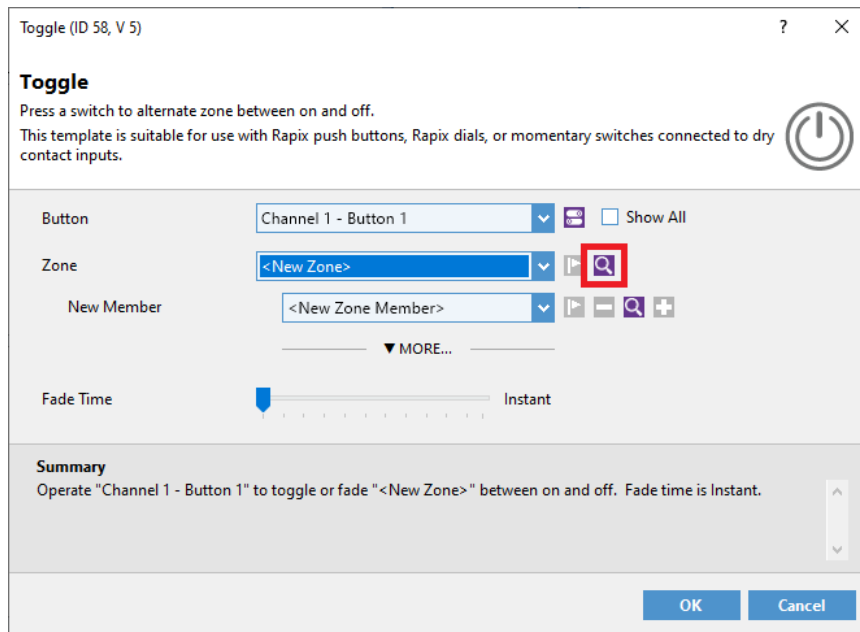 Toggle (ID 58, V 5)
?
Toggle
Press a switch to alternate zone between on and off.
This template is suitable for use with Rapix push buttons, Rapix dials, or momentary switches connected to dry
contact inputs.
Button Channel 1 - Button 1 Show All
Zone <New Zone>
New Member <New Zone Member>
▼ MORE...
Fade Time Instant
Summary
Operate "Channel 1 - Button 1" to toggle or fade "<New Zone>" between on and off.  Fade time is Instant.
OK Cancel